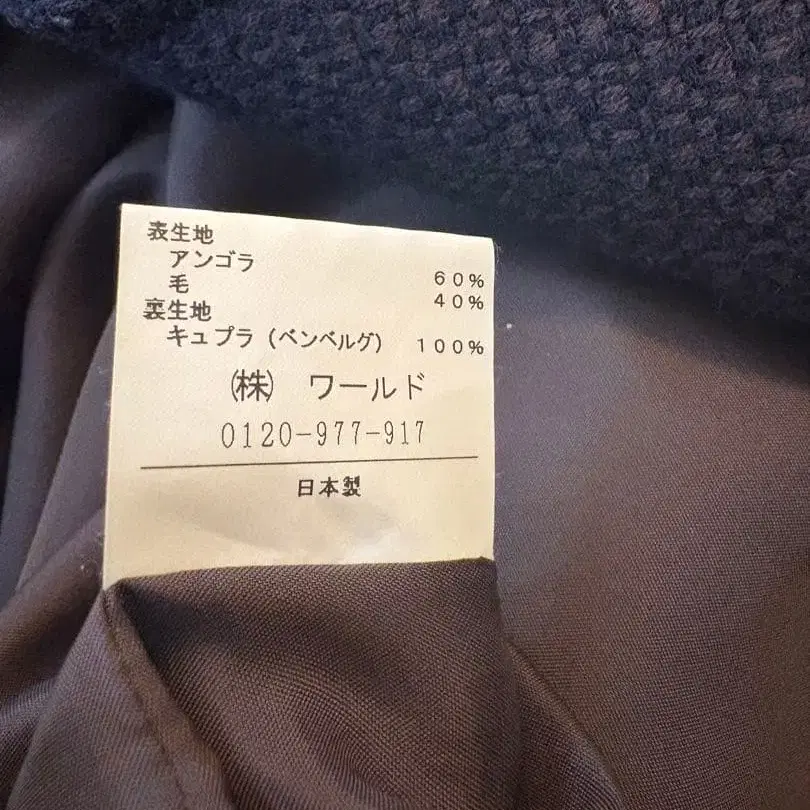 表生地
アンゴラ 60%
毛 40%
裏生地
キュプラ (ベンベルグ) 100%
㈱ ワールド
0120-977-917
日本製